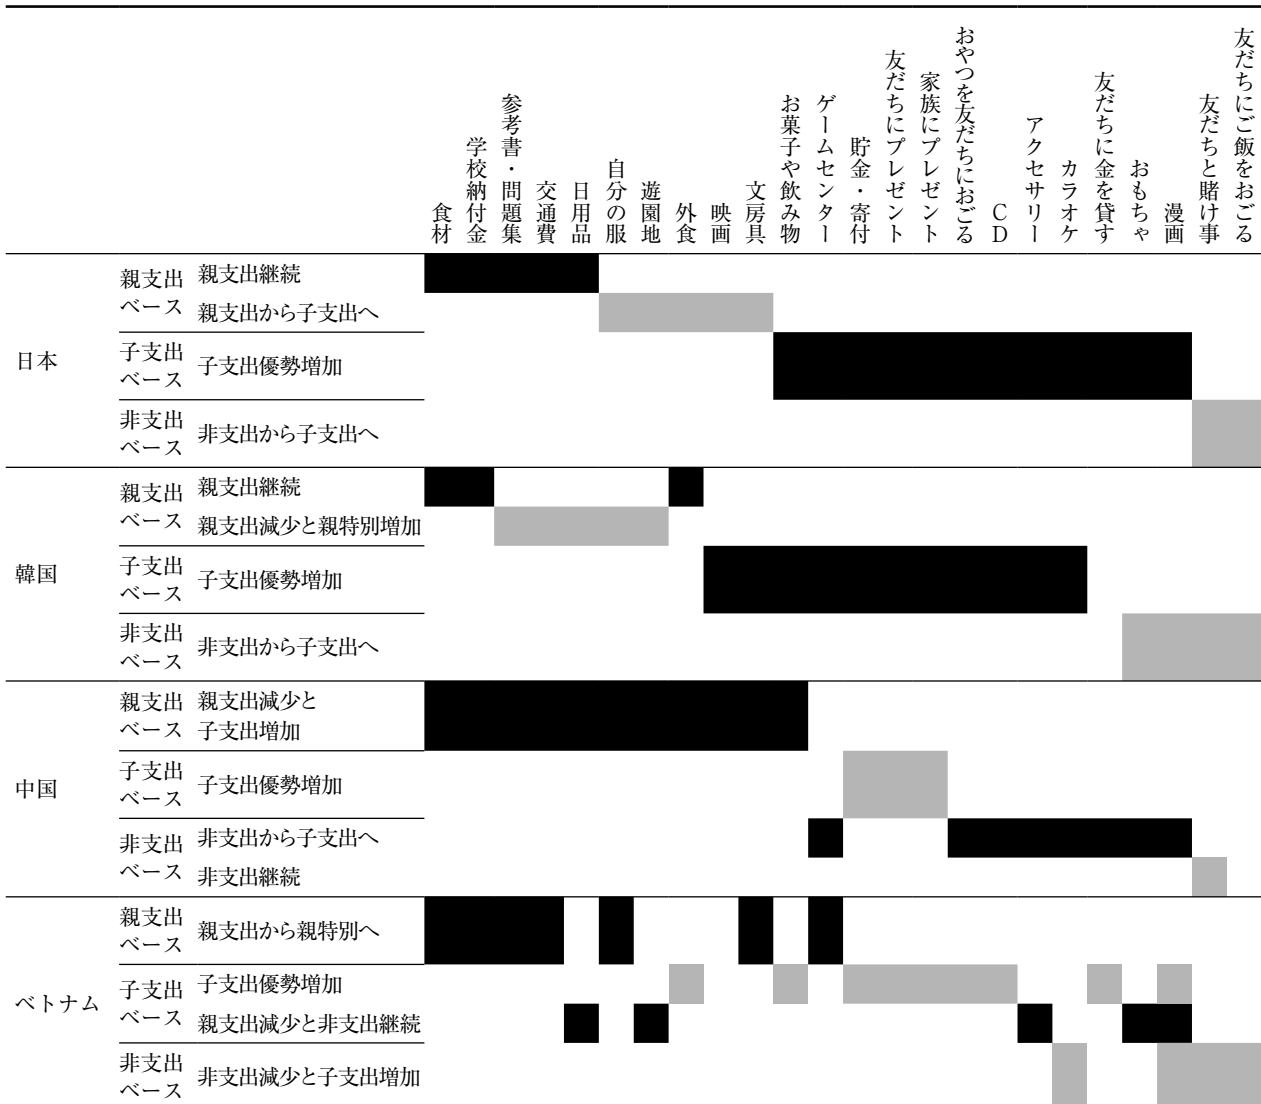 食材
学校納付金
参考書・問題集
交通費
日用品
自分の服
遊園地
外食
映画
文房具
お菓子や飲み物
ゲームセンター
貯金・寄付
友だちにプレゼント
家族にプレゼント
おやつを友だちにおごる
CD
アクセサリー
カラオケ
友だちに金を貸す
おもちゃ
漫画
友だちと賭け事
友だちにご飯をおごる
日本
親支出
ベース
親支出継続
親支出から子支出へ
子支出
ベース
子支出優勢増加
非支出
ベース
非支出から子支出へ
韓国
親支出
ベース
親支出継続
親支出減少と親特別増加
子支出
ベース
子支出優勢増加
非支出
ベース
非支出から子支出へ
中国
親支出
ベース
親支出減少と
子支出増加
子支出
ベース
子支出優勢増加
非支出
ベース
非支出から子支出へ
非支出継続
ベトナム
親支出
ベース
親支出から親特別へ
子支出
ベース
子支出優勢増加
親支出減少と非支出継続
非支出
ベース
非支出減少と子支出増加